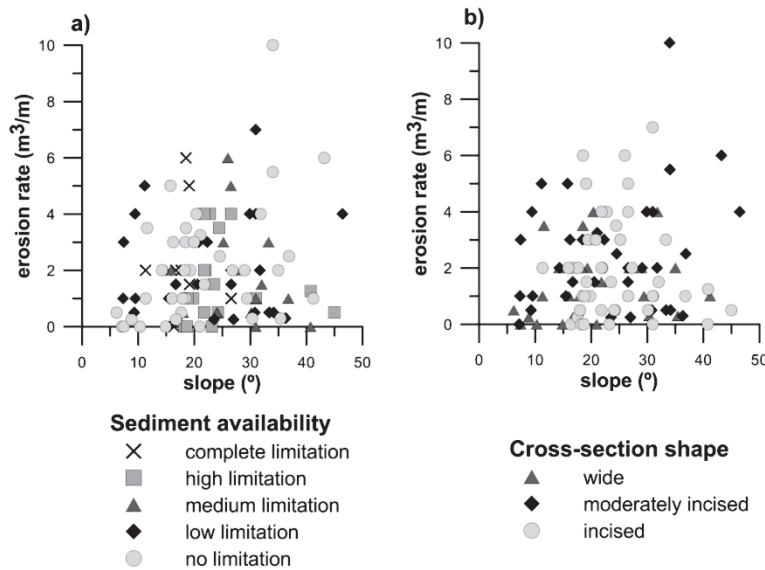 a)
erosion rate (m³/m)
10
8
6
4
2
0
0 10 20 30 40 50
slope (º)
Sediment availability
complete limitation
high limitation
medium limitation
low limitation
no limitation
b)
erosion rate (m³/m)
10
8
6
4
2
0
0 10 20 30 40 50
slope (º)
Cross-section shape
wide
moderately incised
incised